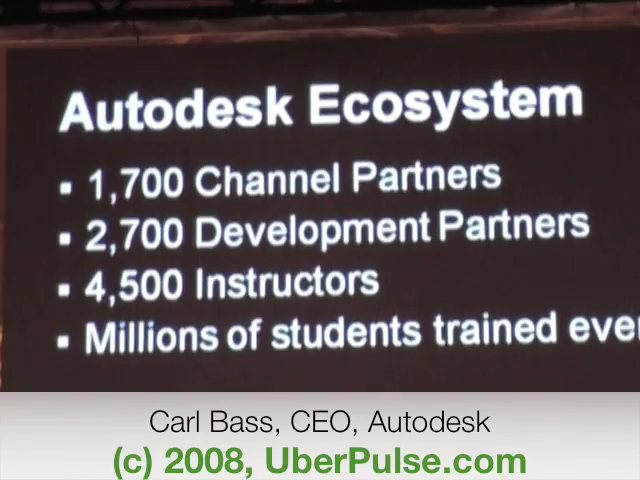 Autodesk Ecosystem
▪ 1,700 Channel Partners
▪ 2,700 Development Partners
▪ 4,500 Instructors
▪ Millions of students trained
Carl Bass, CEO, Autodesk
(c) 2008, UberPulse.com